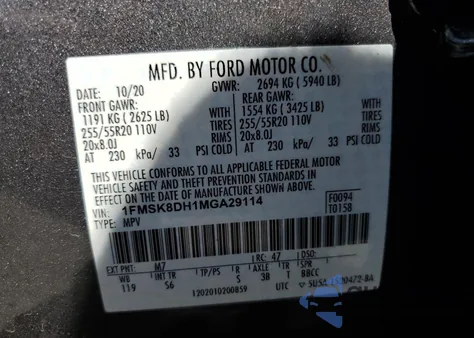 MFD. BY FORD MOTOR CO.
DATE: 10/20 GVWR: 2694 KG ( 5940 LB)
FRONT GAWR: REAR GAWR:
1191 KG ( 2625 LB) WITH 1554 KG ( 3425 LB) WITH
255/55R20 110V TIRES 255/55R20 110V TIRES
20x8.0J RIMS 20x8.0J RIMS
AT 230 kPa/ 33 PSI COLD AT 230 kPa/ 33 PSI COLD
THIS VEHICLE CONFORMS TO ALL APPLICABLE FEDERAL MOTOR
VEHICLE SAFETY AND THEFT PREVENTION STANDARDS IN
EFFECT ON THE DATE OF MANUFACTURE SHOWN ABOVE.
VIN: 1FMSK8DH1MGA29114 F0094
TYPE: MPV T0158
EXT PNT: M7 RC: 47 DSO:
WB INT TR TP/PS R AXLE TR SPR
119 S6 S 3B T BBCC
1202010200859 UTC